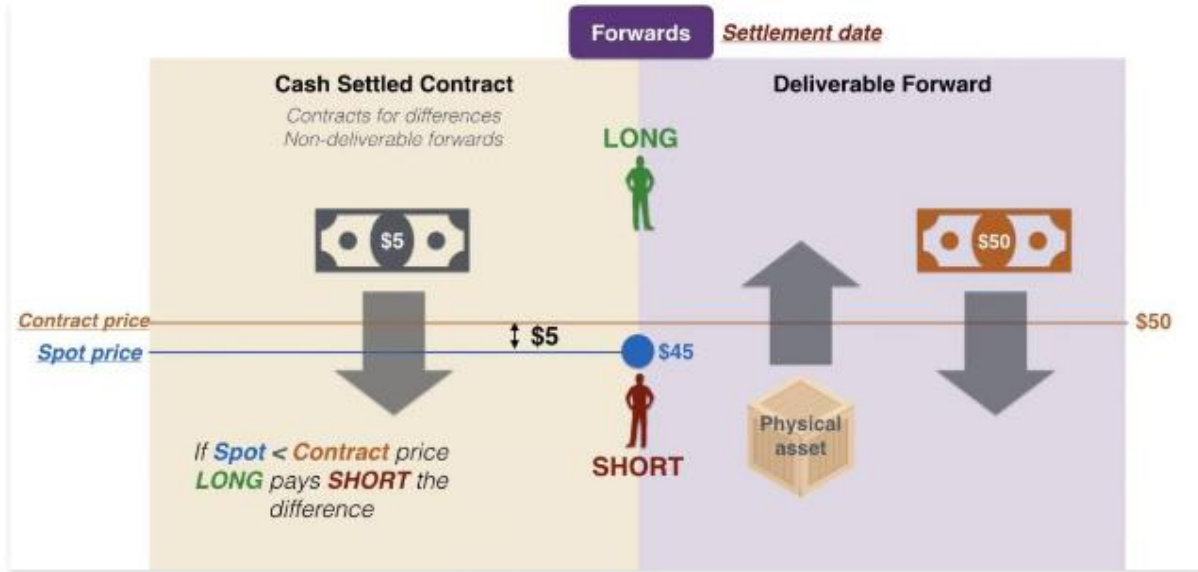 Forwards
Settlement date
Cash Settled Contract
Deliverable Forward
Contracts for differences
Non-deliverable forwards
LONG
$5
$50
Contract price
$50
$5
Spot price
$45
If Spot < Contract price
LONG pays SHORT the
difference
SHORT
Physical
asset